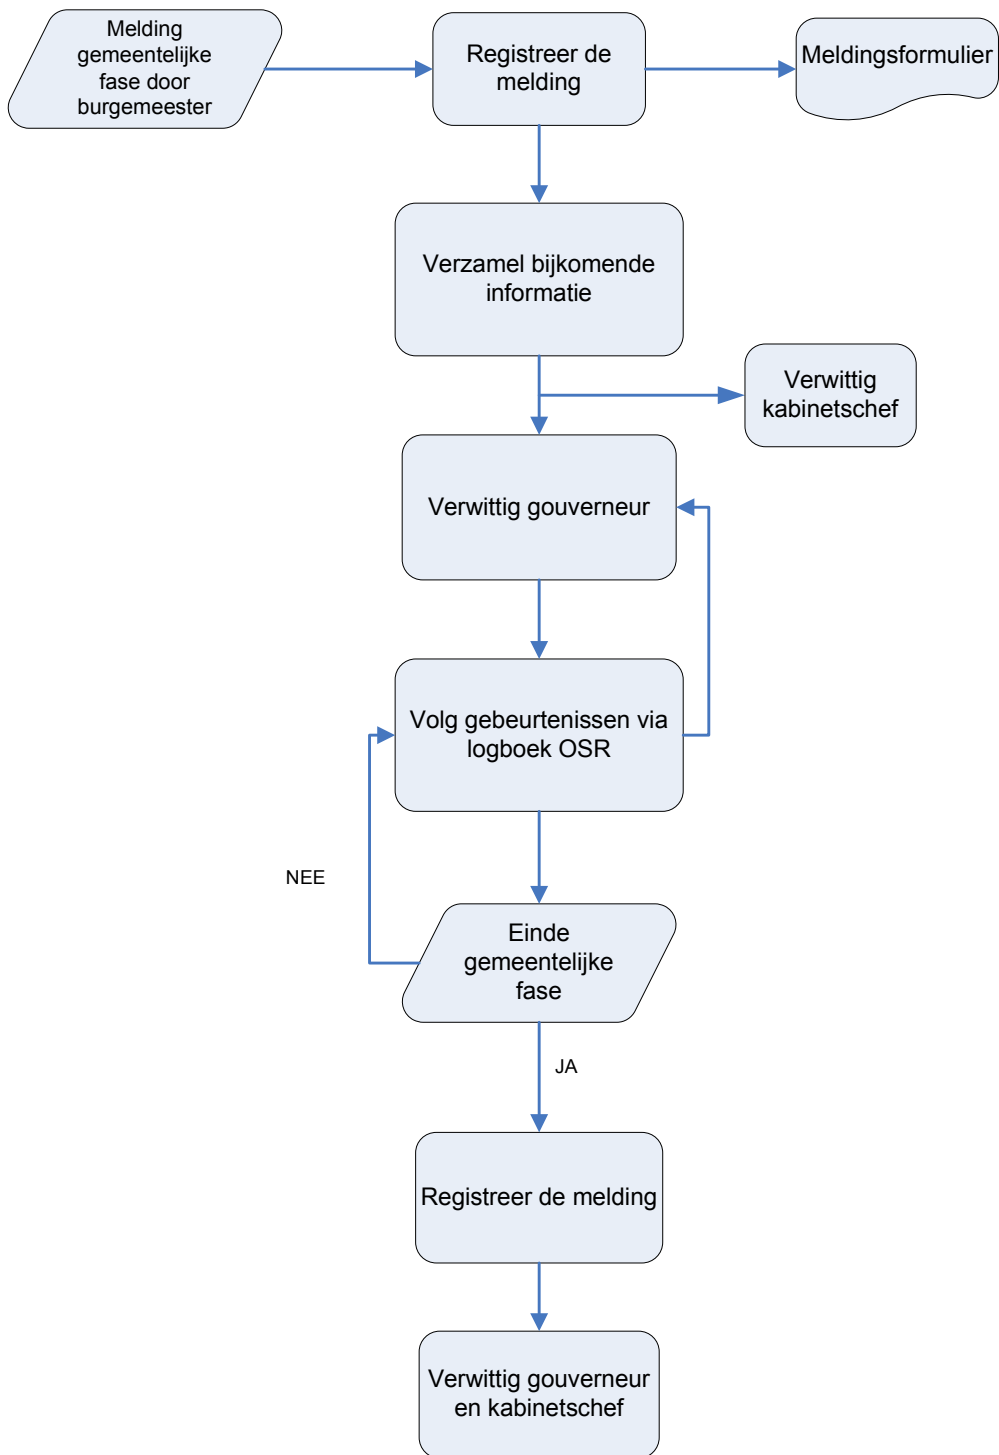 Melding
gemeentelijke
fase door
burgemeester
Registreer de
melding
Meldingsformulier
Verzamel bijkomende
informatie
Verwittig
kabinetschef
Verwittig gouverneur
Volg gebeurtenissen via
logboek OSR
NEE
Einde
gemeentelijke
fase
JA
Registreer de melding
Verwittig gouverneur
en kabinetschef